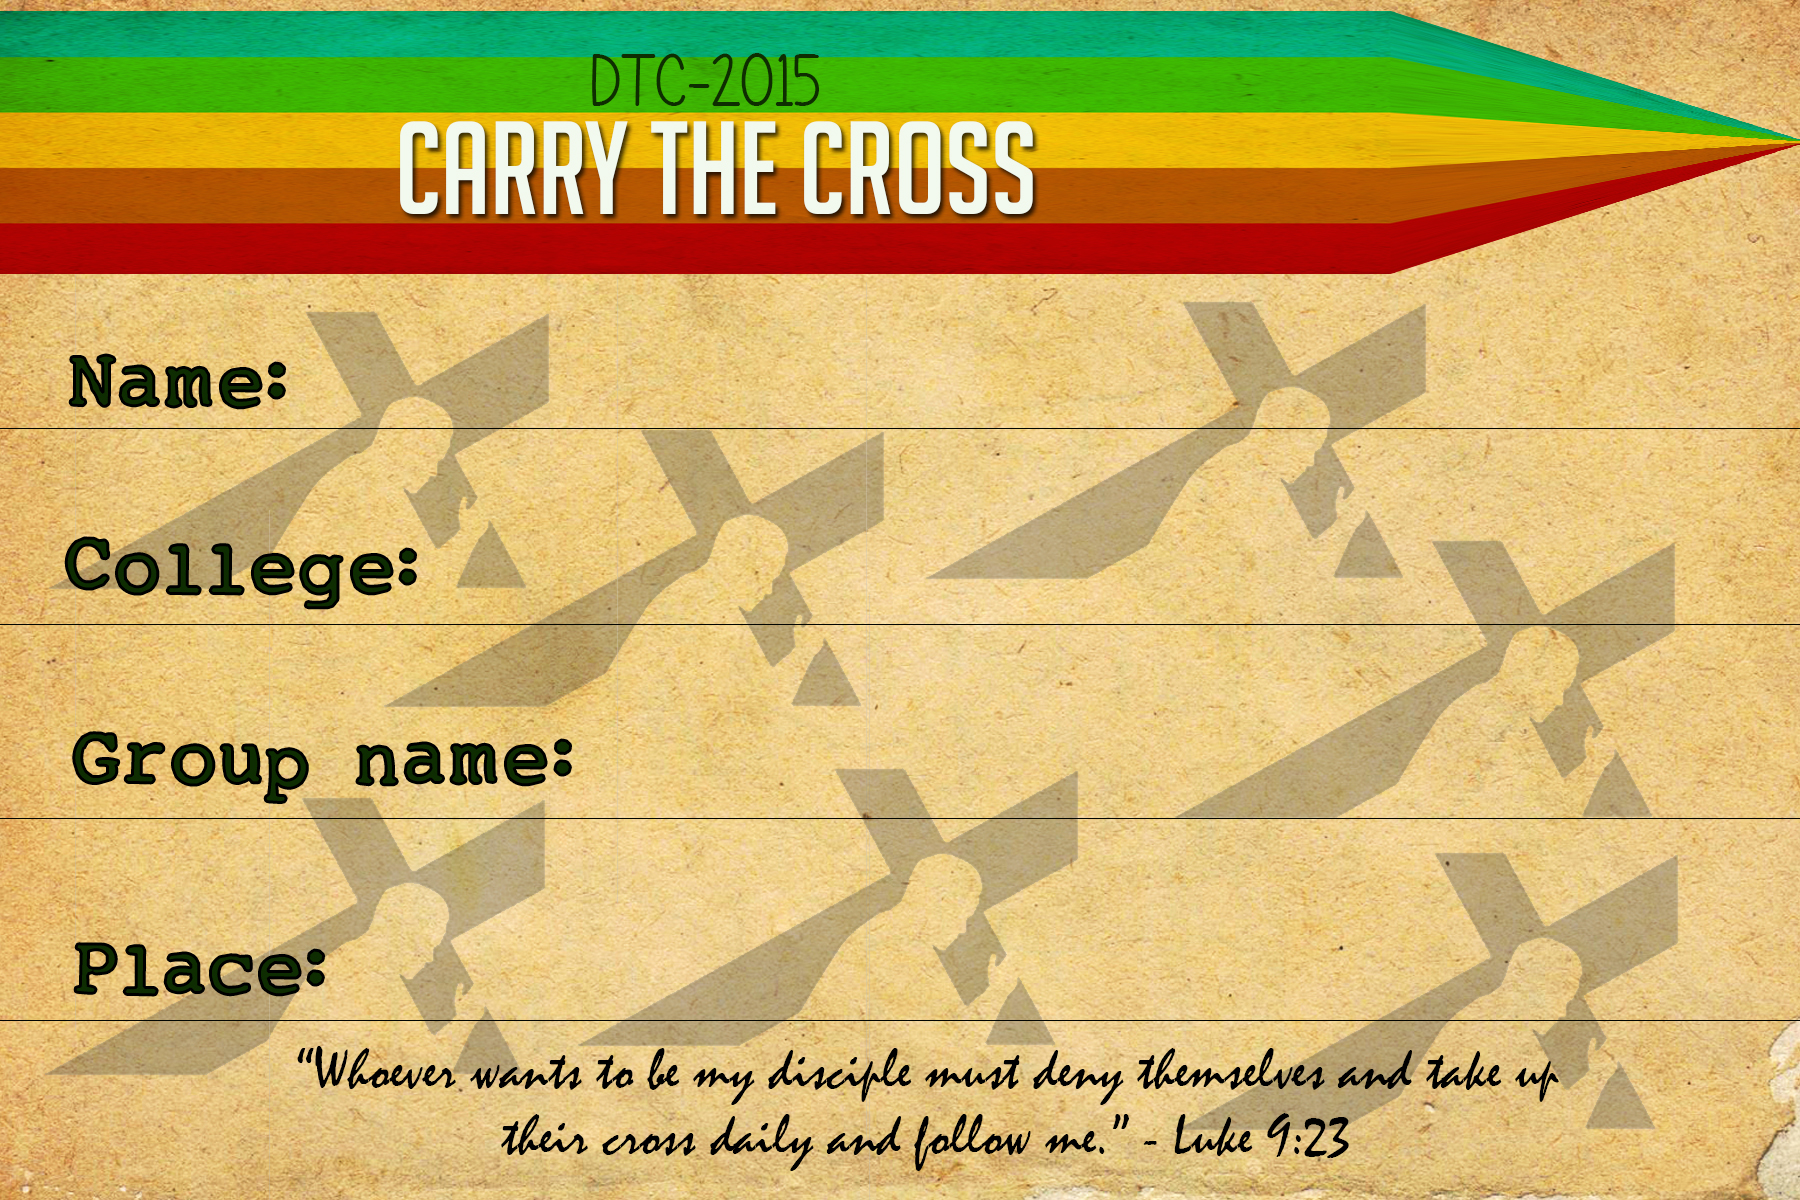 DTC-2015
CARRY THE CROSS
Name:
College:
Group name:
Place:
“Whoever wants to be my disciple must deny themselves and take up
their cross daily and follow me.” - Luke 9:23